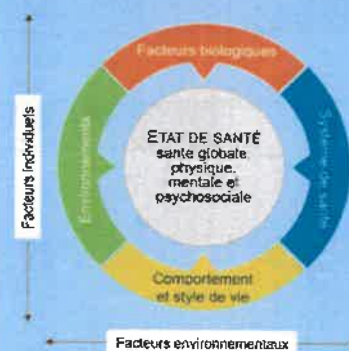 Facteurs biologiques
Facteurs individuels
Environnements
ETAT DE SANTÉ
sante globale,
physique,
mentale et
psychosociale
Système de santé
Comportement
et style de vie
Facteurs environnementaux